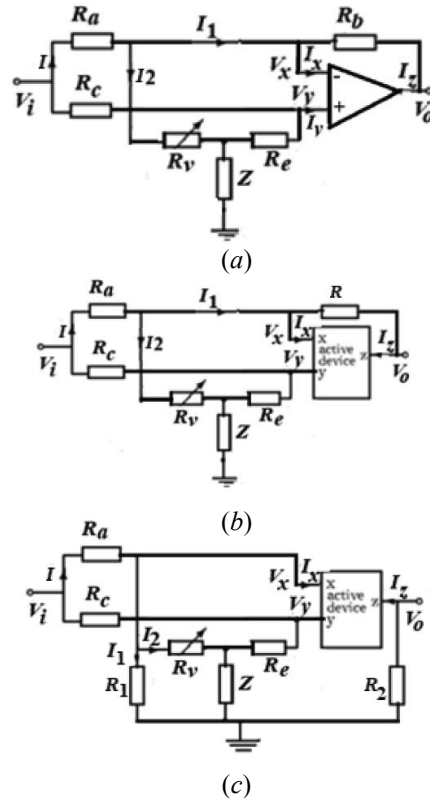 Ra
I
I1
Rb
I2
Vx
Ix
-
Iz
Vi
Rc
Vy
+
Iy
Vo
Rv
Re
Z
(a)
Ra
I
I1
R
I2
Vx
Ix
x
active
device
z
y
Iz
Vi
Rc
Vy
Vo
Rv
Re
Z
(b)
Ra
I
Vx
Ix
x
active
device
z
y
Iz
Vi
Rc
Vy
Vo
I1
I2
Rv
Re
R1
Z
R2
(c)